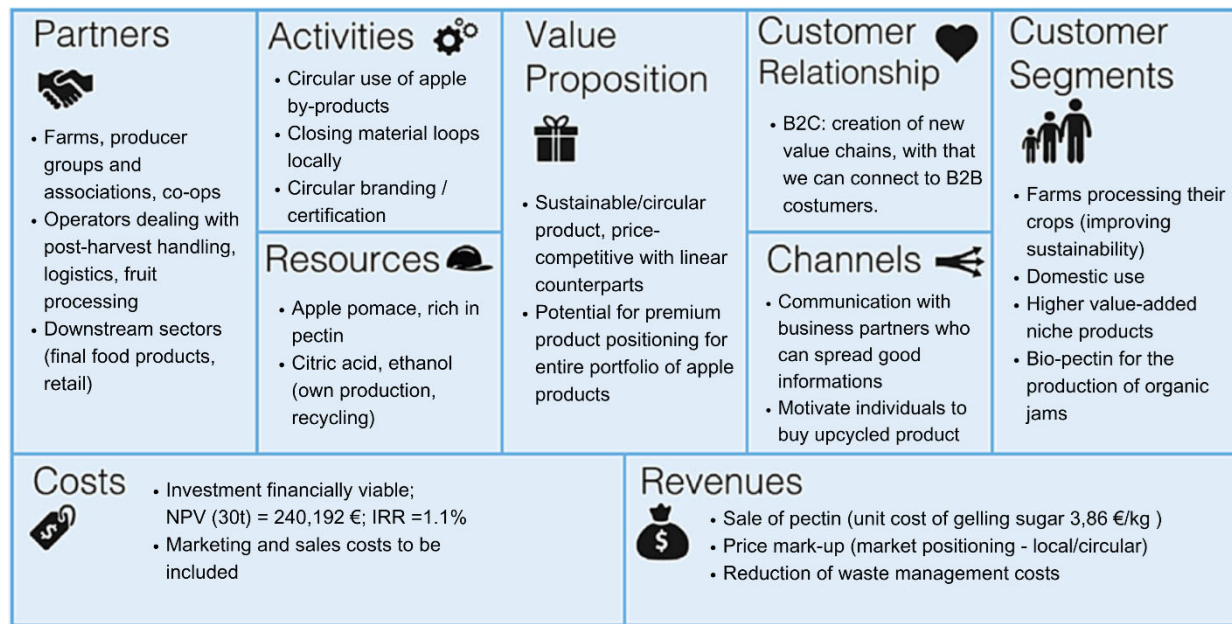 Partners
• Farms, producer
groups and
associations, co-ops
• Operators dealing with
post-harvest handling,
logistics, fruit
processing
• Downstream sectors
(final food products,
retail)
Activities
• Circular use of apple
by-products
• Closing material loops
locally
• Circular branding /
certification
Resources
• Apple pomace, rich in
pectin
• Citric acid, ethanol
(own production,
recycling)
Value
Proposition
• Sustainable/circular
product, price-
competitive with linear
counterparts
• Potential for premium
product positioning for
entire portfolio of apple
products
Customer
Relationship
• B2C: creation of new
value chains, with that
we can connect to B2B
costumers.
Channels
• Communication with
business partners who
can spread good
informations
• Motivate individuals to
buy upcycled product
Customer
Segments
• Farms processing their
crops (improving
sustainability)
• Domestic use
• Higher value-added
niche products
• Bio-pectin for the
production of organic
jams
Costs
$
• Investment financially viable;
NPV (30t) = 240,192 €; IRR =1.1%
• Marketing and sales costs to be
included
Revenues
$
• Sale of pectin (unit cost of gelling sugar 3,86 €/kg )
• Price mark-up (market positioning - local/circular)
• Reduction of waste management costs